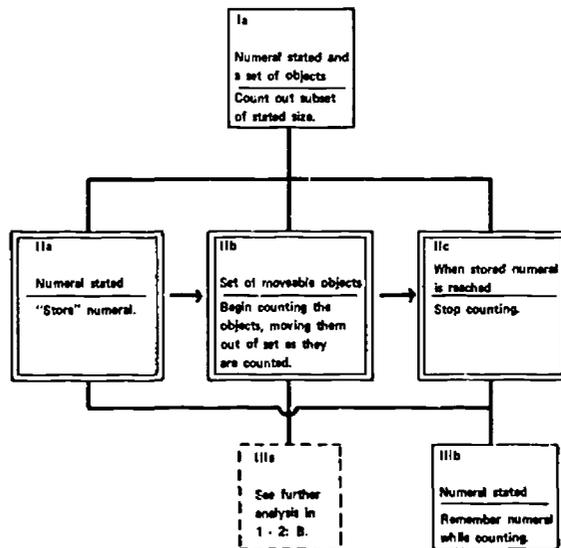 Ia
Numeral stated and
a set of objects
Count out subset
of stated size.
IIa
Numeral stated
"Store" numeral.
IIb
Set of moveable objects
Begin counting the
objects, moving them
out of set as they
are counted.
IIc
When stored numeral
is reached
Stop counting.
IIIa
See further
analysis in
1 - 2: B.
IIIb
Numeral stated
Remember numeral
while counting.